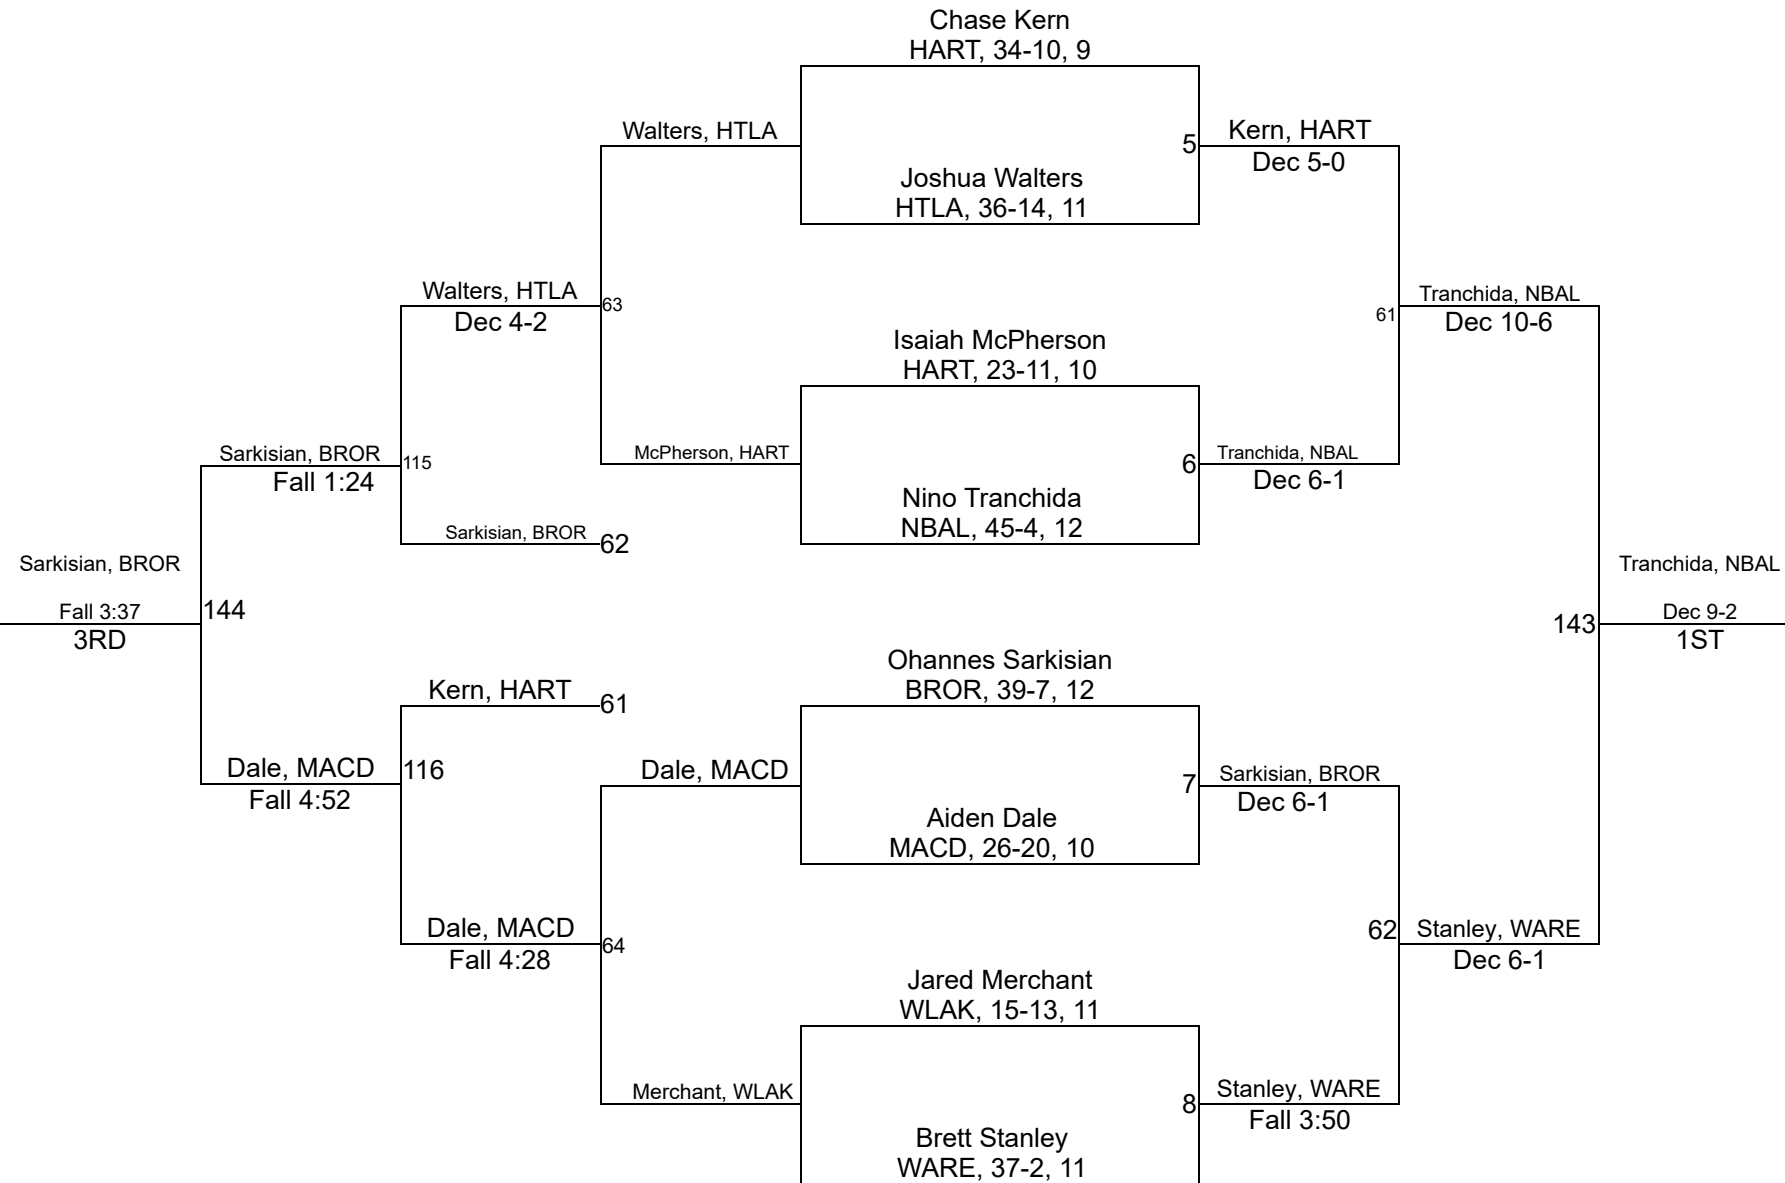 Chase Kern
HART, 34-10, 9
Walters, HTLA
5
Kern, HART
Dec 5-0
Joshua Walters
HTLA, 36-14, 11
Walters, HTLA
Dec 4-2
63
61
Tranchida, NBAL
Dec 10-6
Isaiah McPherson
HART, 23-11, 10
Sarkisian, BROR
Fall 1:24
115
McPherson, HART
6
Tranchida, NBAL
Dec 6-1
Nino Tranchida
NBAL, 45-4, 12
Sarkisian, BROR
62
Sarkisian, BROR
Fall 3:37
3RD
144
143
Tranchida, NBAL
Dec 9-2
1ST
Ohannes Sarkisian
BROR, 39-7, 12
Kern, HART
61
Dale, MACD
Fall 4:52
116
Dale, MACD
7
Sarkisian, BROR
Dec 6-1
Aiden Dale
MACD, 26-20, 10
Dale, MACD
Fall 4:28
64
62
Stanley, WARE
Dec 6-1
Jared Merchant
WLAK, 15-13, 11
Merchant, WLAK
8
Stanley, WARE
Fall 3:50
Brett Stanley
WARE, 37-2, 11